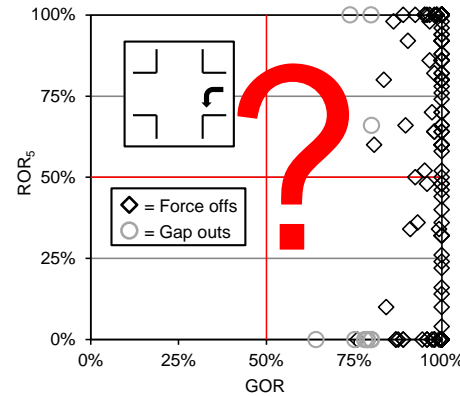 100%
75%
50%
25%
0%
ROR5
?
◇ = Force offs
○ = Gap outs
0%
25%
50%
75%
100%
GOR